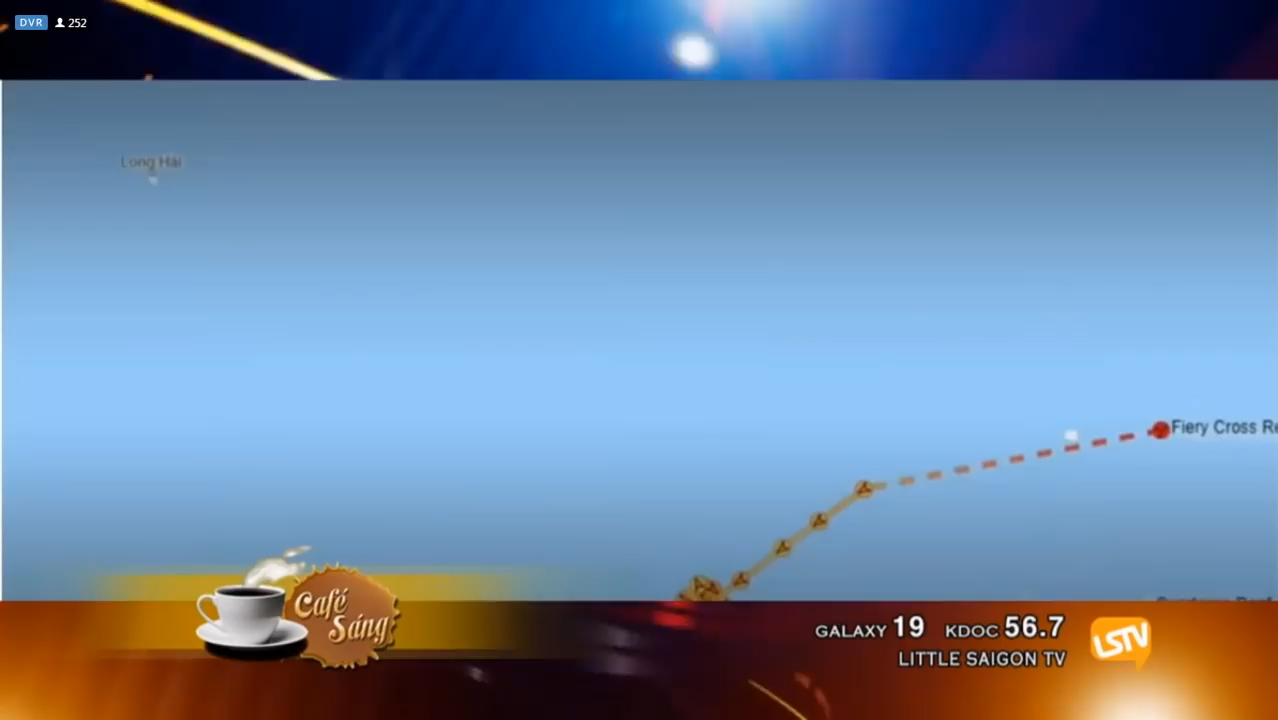 DVR 252
Long Hải
Fiery Cross Re
Café
Sáng
GALAXY 19 KDOC 56.7
LITTLE SAIGON TV
LSTV